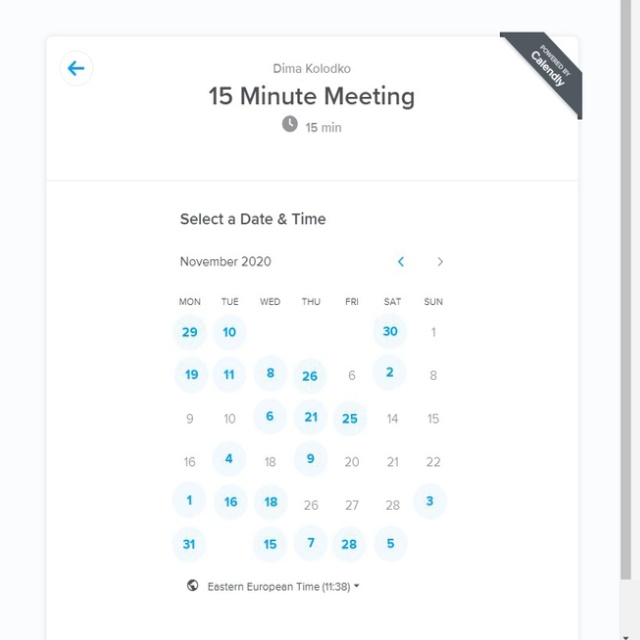 POWERED BY
Calendly
Dima Kolodko
15 Minute Meeting
15 min
Select a Date & Time
November 2020
MON TUE WED THU FRI SAT SUN
29 10 30 1
19 11 8 26 6 2 8
9 10 6 21 25 14 15
16 4 18 9 20 21 22
1 16 18 26 27 28 3
31 15 7 28 5
Eastern European Time (11:38)